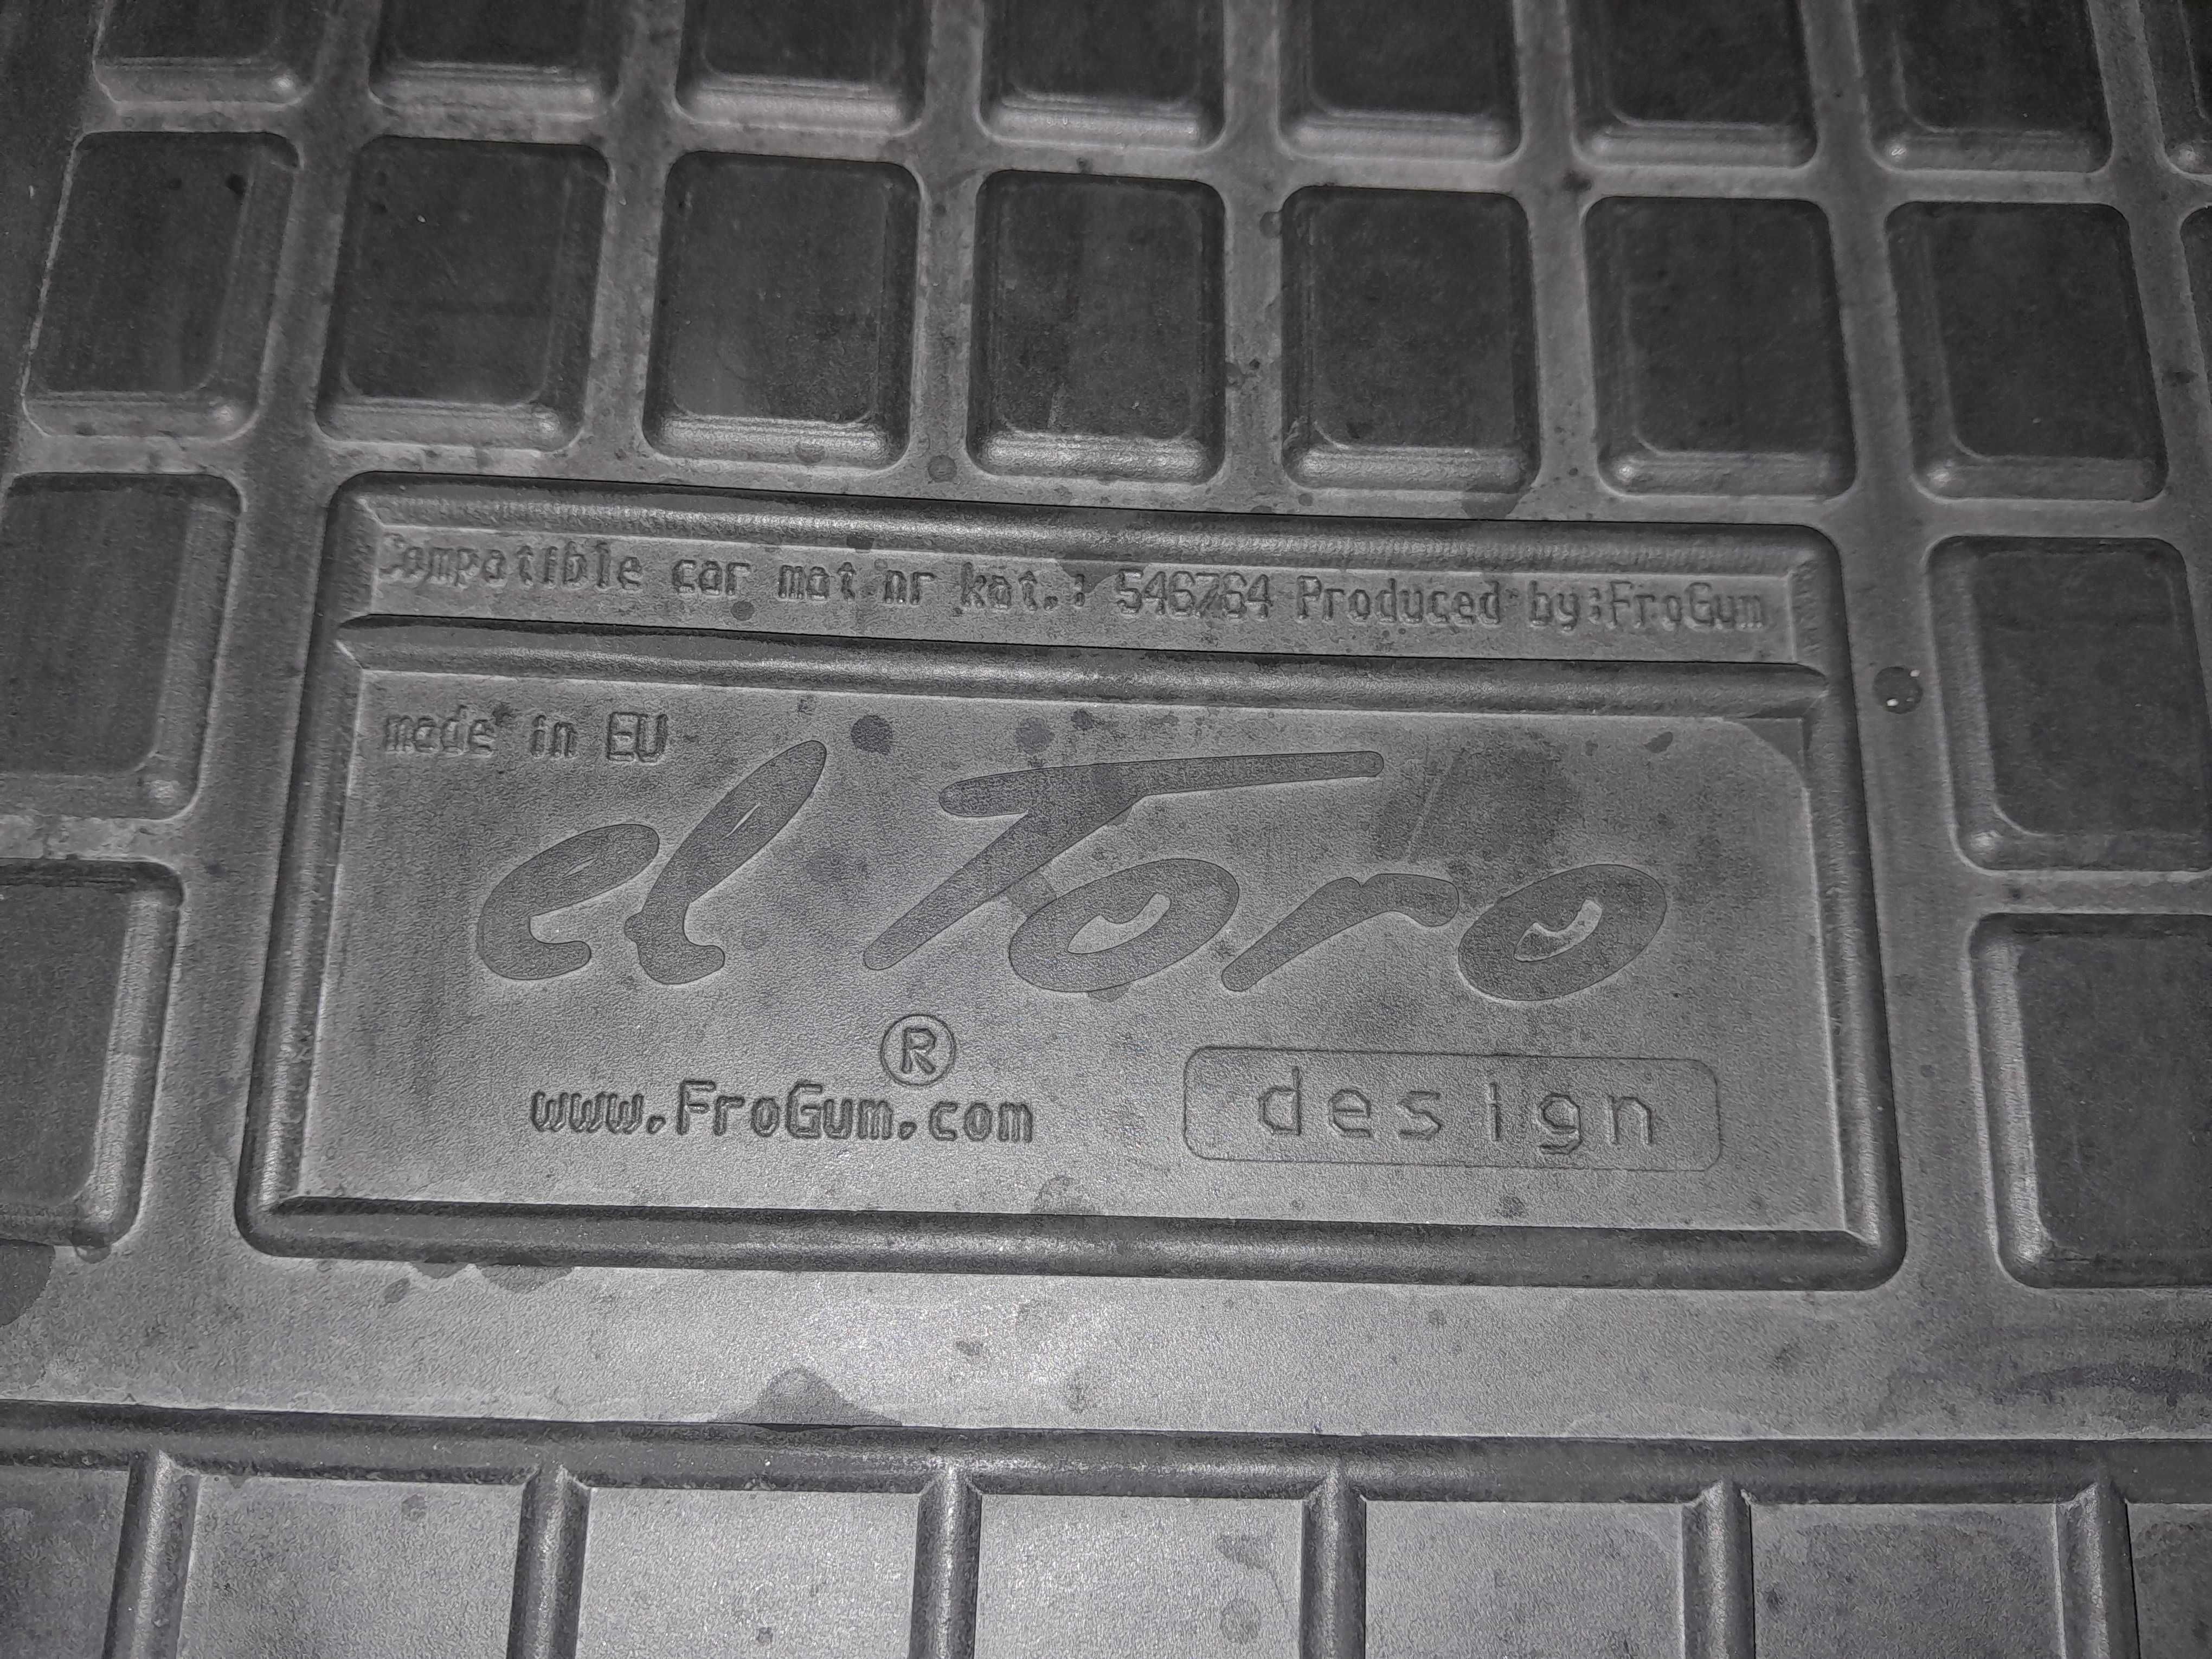 Compatible car mat nr kat.: 546764 Produced by:FroGum
made in EU
el Toro
®
www.FroGum.com
design